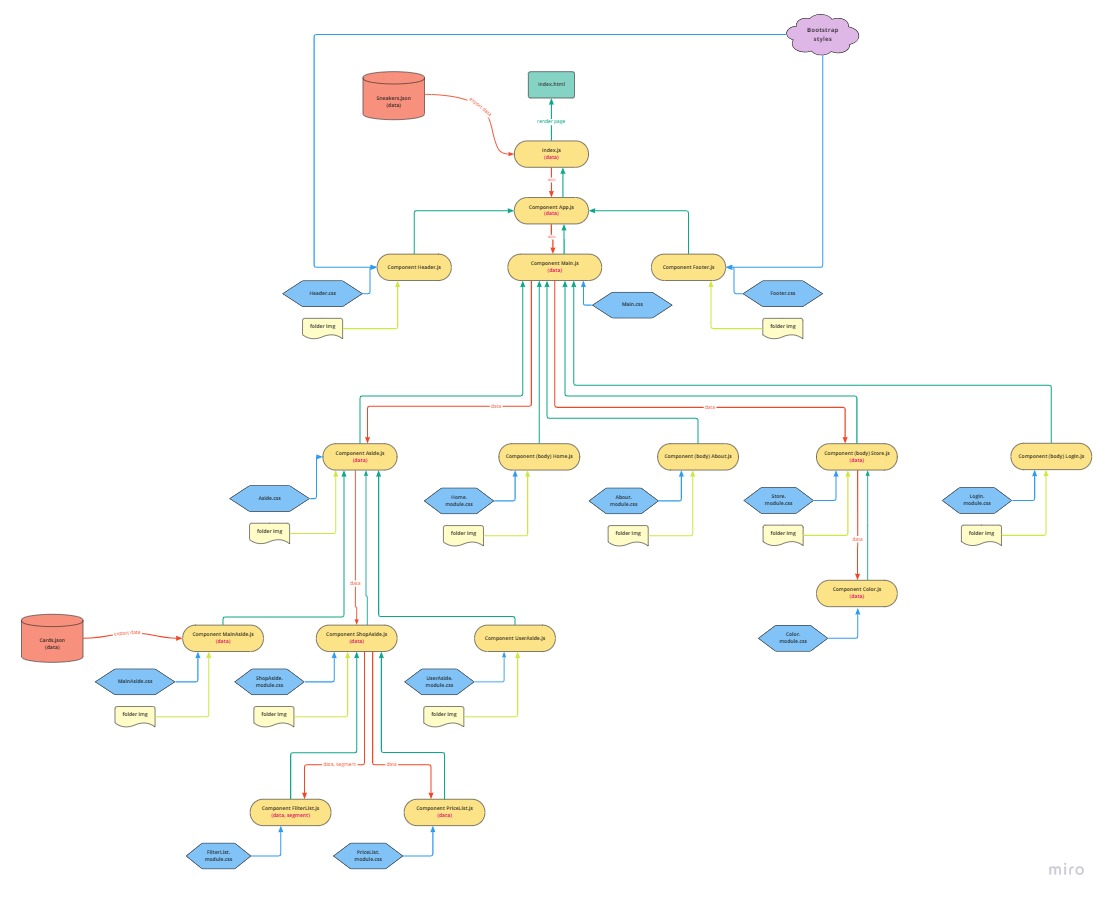 Bootstrap
styles
Sneakers.json
(data)
export data
index.html
render page
index.js
(data)
Component App.js
(data)
Component Header.js
Component Main.js
(data)
Component Footer.js
Header.css
Main.css
Footer.css
folder img
folder img
data
data
Component Aside.js
(data)
Component (body) Home.js
Component (body) About.js
Component (body) Store.js
(data)
Component (body) Login.js
Aside.css
Home.
module.css
About.
module.css
Store.
module.css
Login.
module.css
folder img
folder img
folder img
folder img
folder img
data
data
Component Color.js
(data)
Cards.json
(data)
export data
Component MainAside.js
(data)
Component ShopAside.js
(data)
Component UserAside.js
Color.
module.css
MainAside.css
ShopAside.
module.css
UserAside.
module.css
folder img
folder img
folder img
data, segment
data
Component FilterList.js
(data, segment)
Component PriceList.js
(data)
FilterList.
module.css
PriceList.
module.css
miro